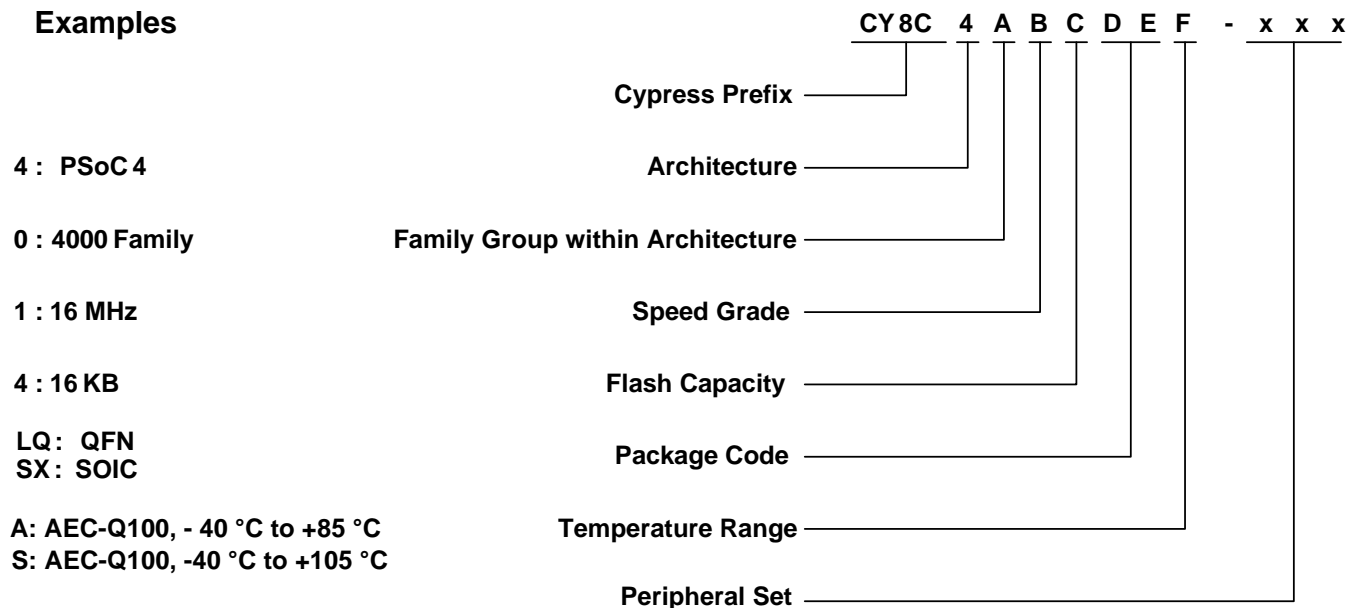 Examples CY8C 4 A B C D E F - x x x
Cypress Prefix
4 : PSoC 4 Architecture
0 : 4000 Family Family Group within Architecture
1 : 16 MHz Speed Grade
4 : 16 KB Flash Capacity
LQ : QFN
SX : SOIC
Package Code
A: AEC-Q100, - 40 °C to +85 °C Temperature Range
S: AEC-Q100, -40 °C to +105 °C
Peripheral Set